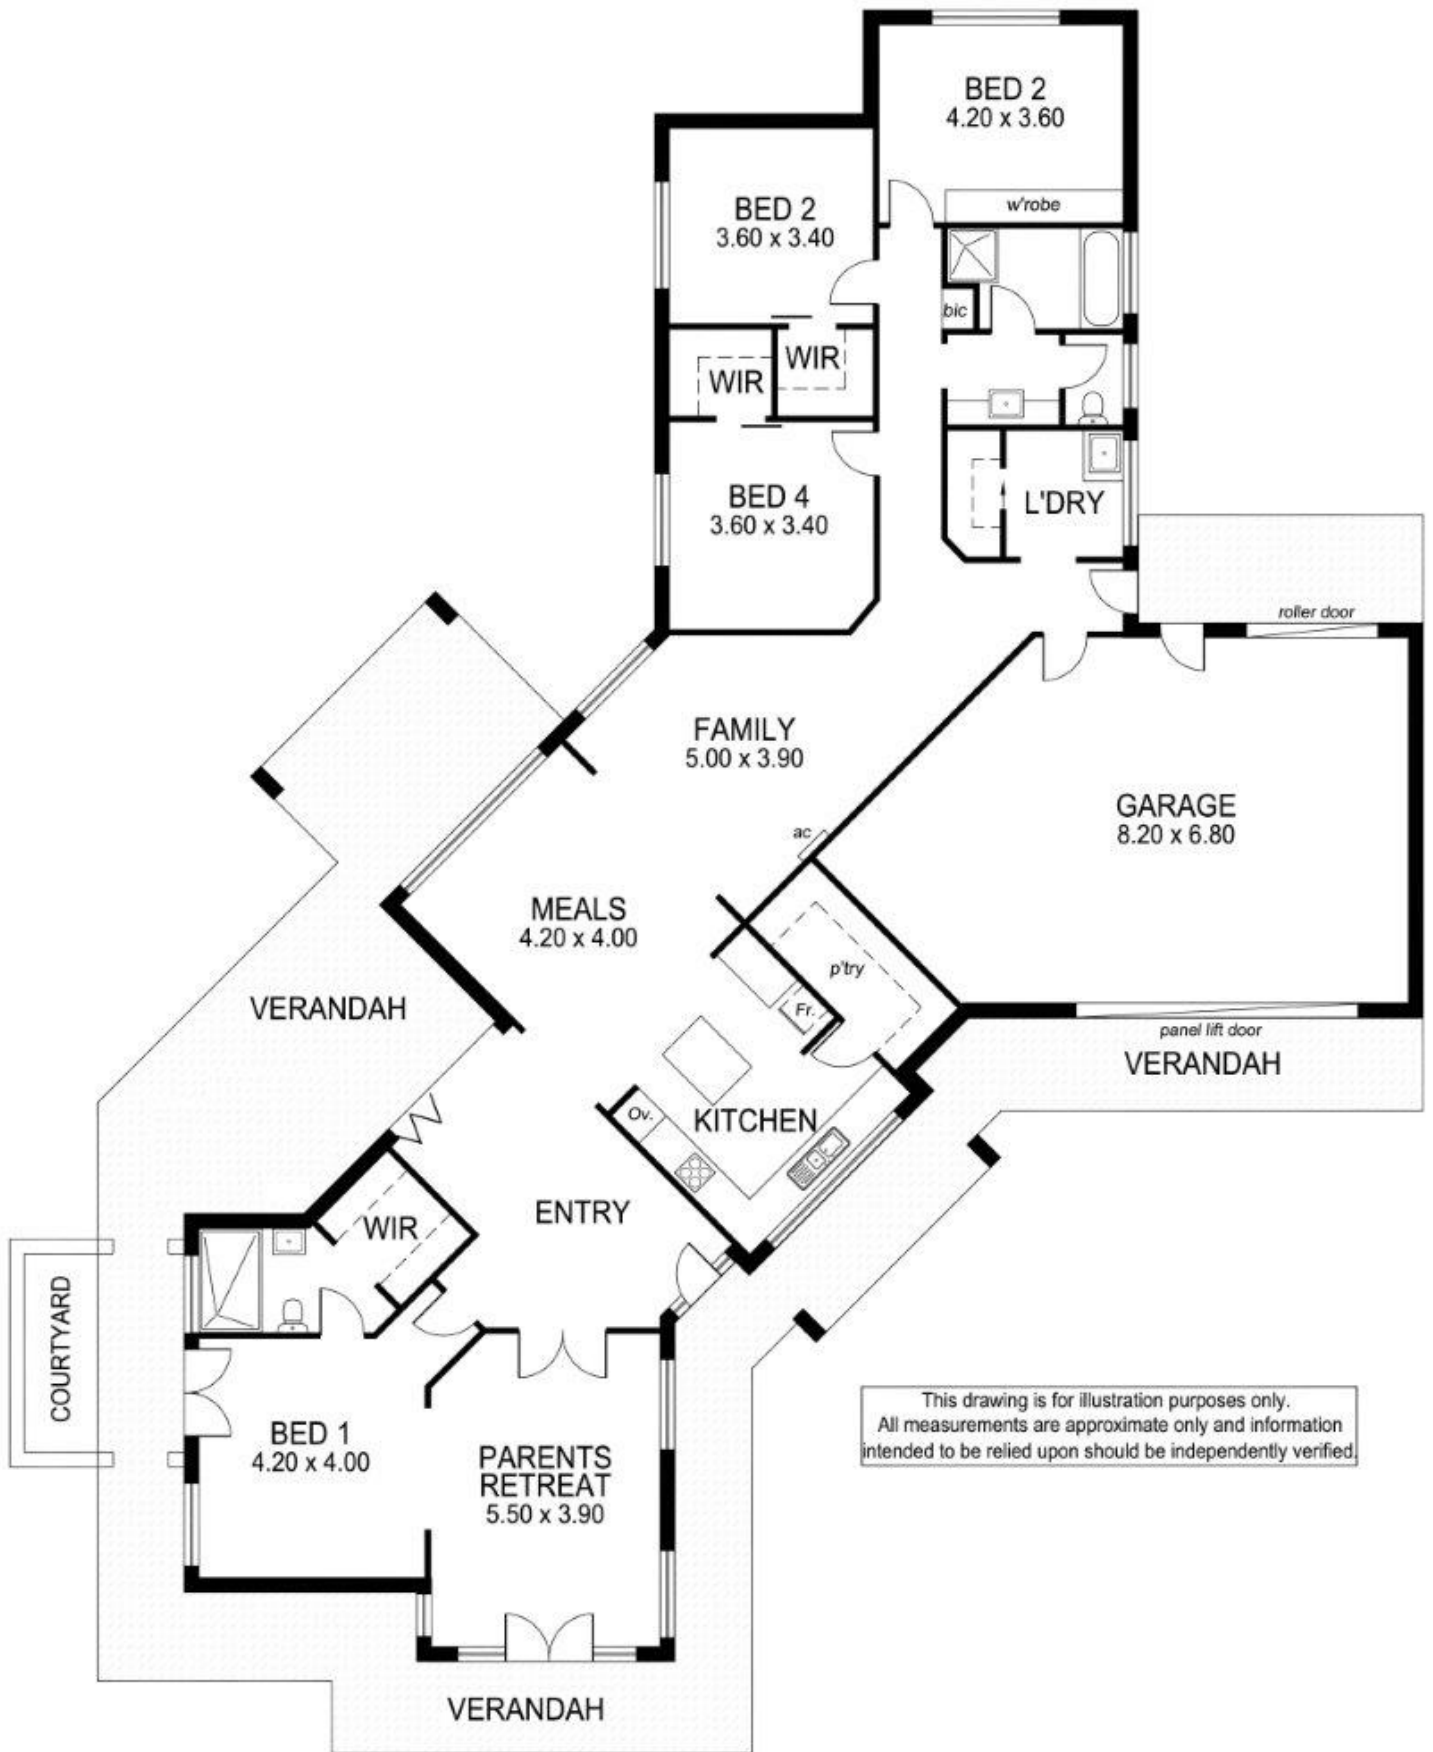 BED 2
4.20 x 3.60
w'robe
BED 2
3.60 x 3.40
bic
WIR
WIR
BED 4
3.60 x 3.40
L'DRY
roller door
FAMILY
5.00 x 3.90
GARAGE
8.20 x 6.80
ac
MEALS
4.20 x 4.00
p'try
Fr.
VERANDAH
panel lift door
VERANDAH
Ov.
KITCHEN
ENTRY
WIR
COURTYARD
BED 1
4.20 x 4.00
PARENTS
RETREAT
5.50 x 3.90
This drawing is for illustration purposes only.
All measurements are approximate only and information
intended to be relied upon should be independently verified.
VERANDAH